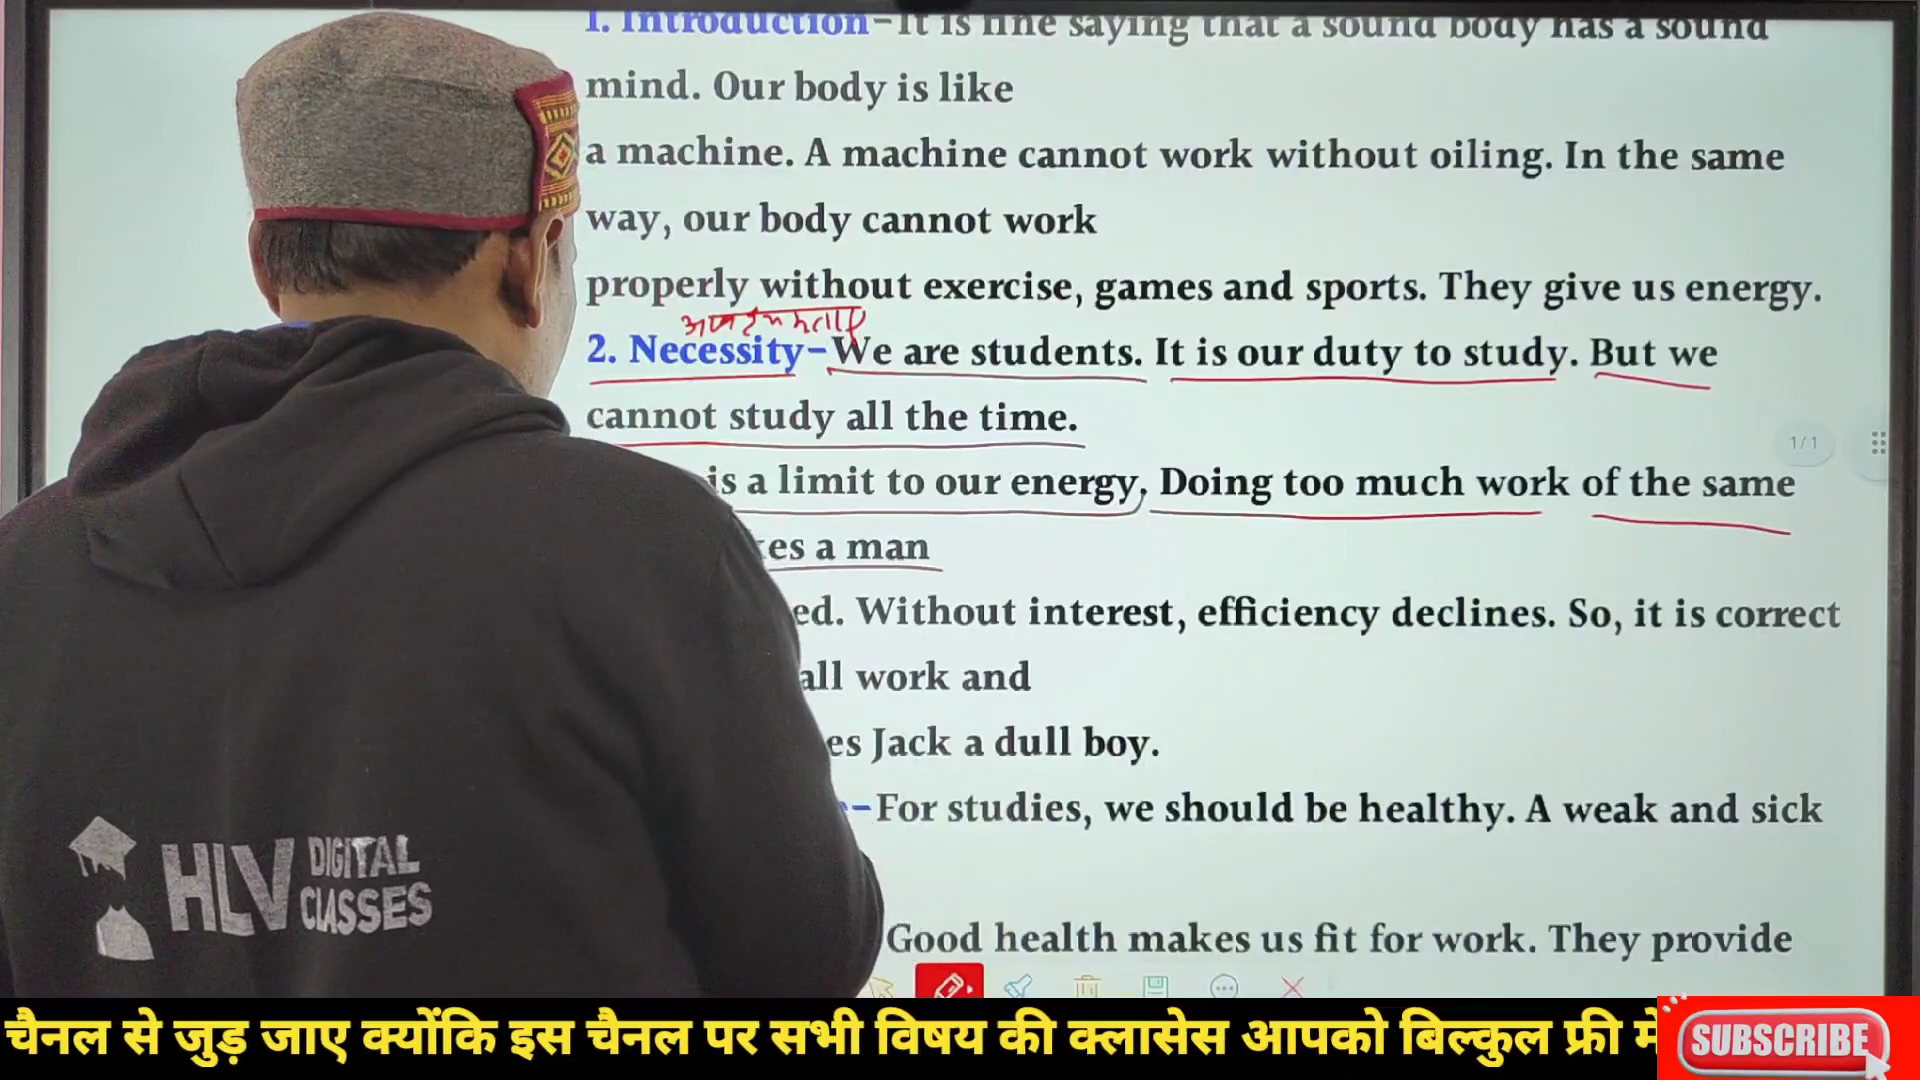 1. Introduction-It is fine saying that a sound body has a sound
mind. Our body is like
a machine. A machine cannot work without oiling. In the same
way, our body cannot work
properly without exercise, games and sports. They give us energy.
2. Necessity-We are students. It is our duty to study. But we
cannot study all the time.
is a limit to our energy. Doing too much work of the same
es a man
ed. Without interest, efficiency declines. So, it is correct
all work and
es Jack a dull boy.
-For studies, we should be healthy. A weak and sick
Good health makes us fit for work. They provide
1/1
HLV DIGITAL CLASSES
चैनल से जुड़ जाए क्योंकि इस चैनल पर सभी विषय की क्लासेस आपको बिल्कुल फ्री में
SUBSCRIBE